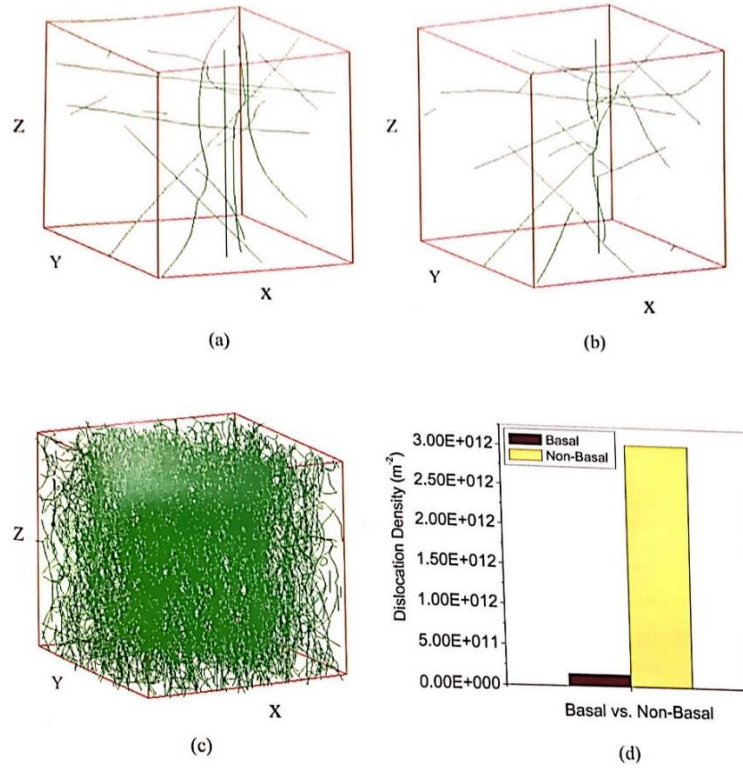 Z
Y
X
(a)
Z
Y
X
(b)
Z
Y
X
(c)
Basal
Non-Basal
Dislocation Density (m⁻²)
3.00E+012
2.50E+012
2.00E+012
1.50E+012
1.00E+012
5.00E+011
0.00E+000
Basal vs. Non-Basal
(d)